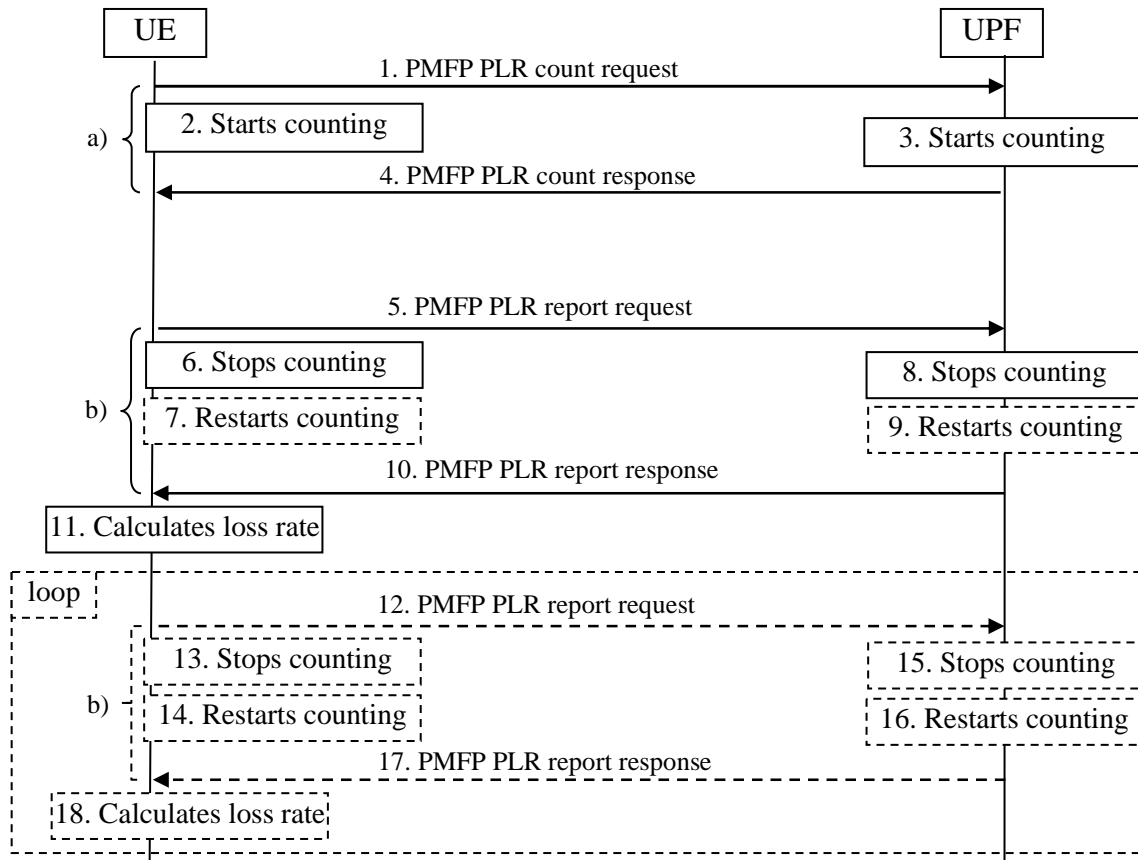 UE
UPF
1. PMFP PLR count request
a)
2. Starts counting
3. Starts counting
4. PMFP PLR count response
5. PMFP PLR report request
6. Stops counting
8. Stops counting
b)
7. Restarts counting
9. Restarts counting
10. PMFP PLR report response
11. Calculates loss rate
loop
12. PMFP PLR report request
13. Stops counting
15. Stops counting
b)
14. Restarts counting
16. Restarts counting
17. PMFP PLR report response
18. Calculates loss rate